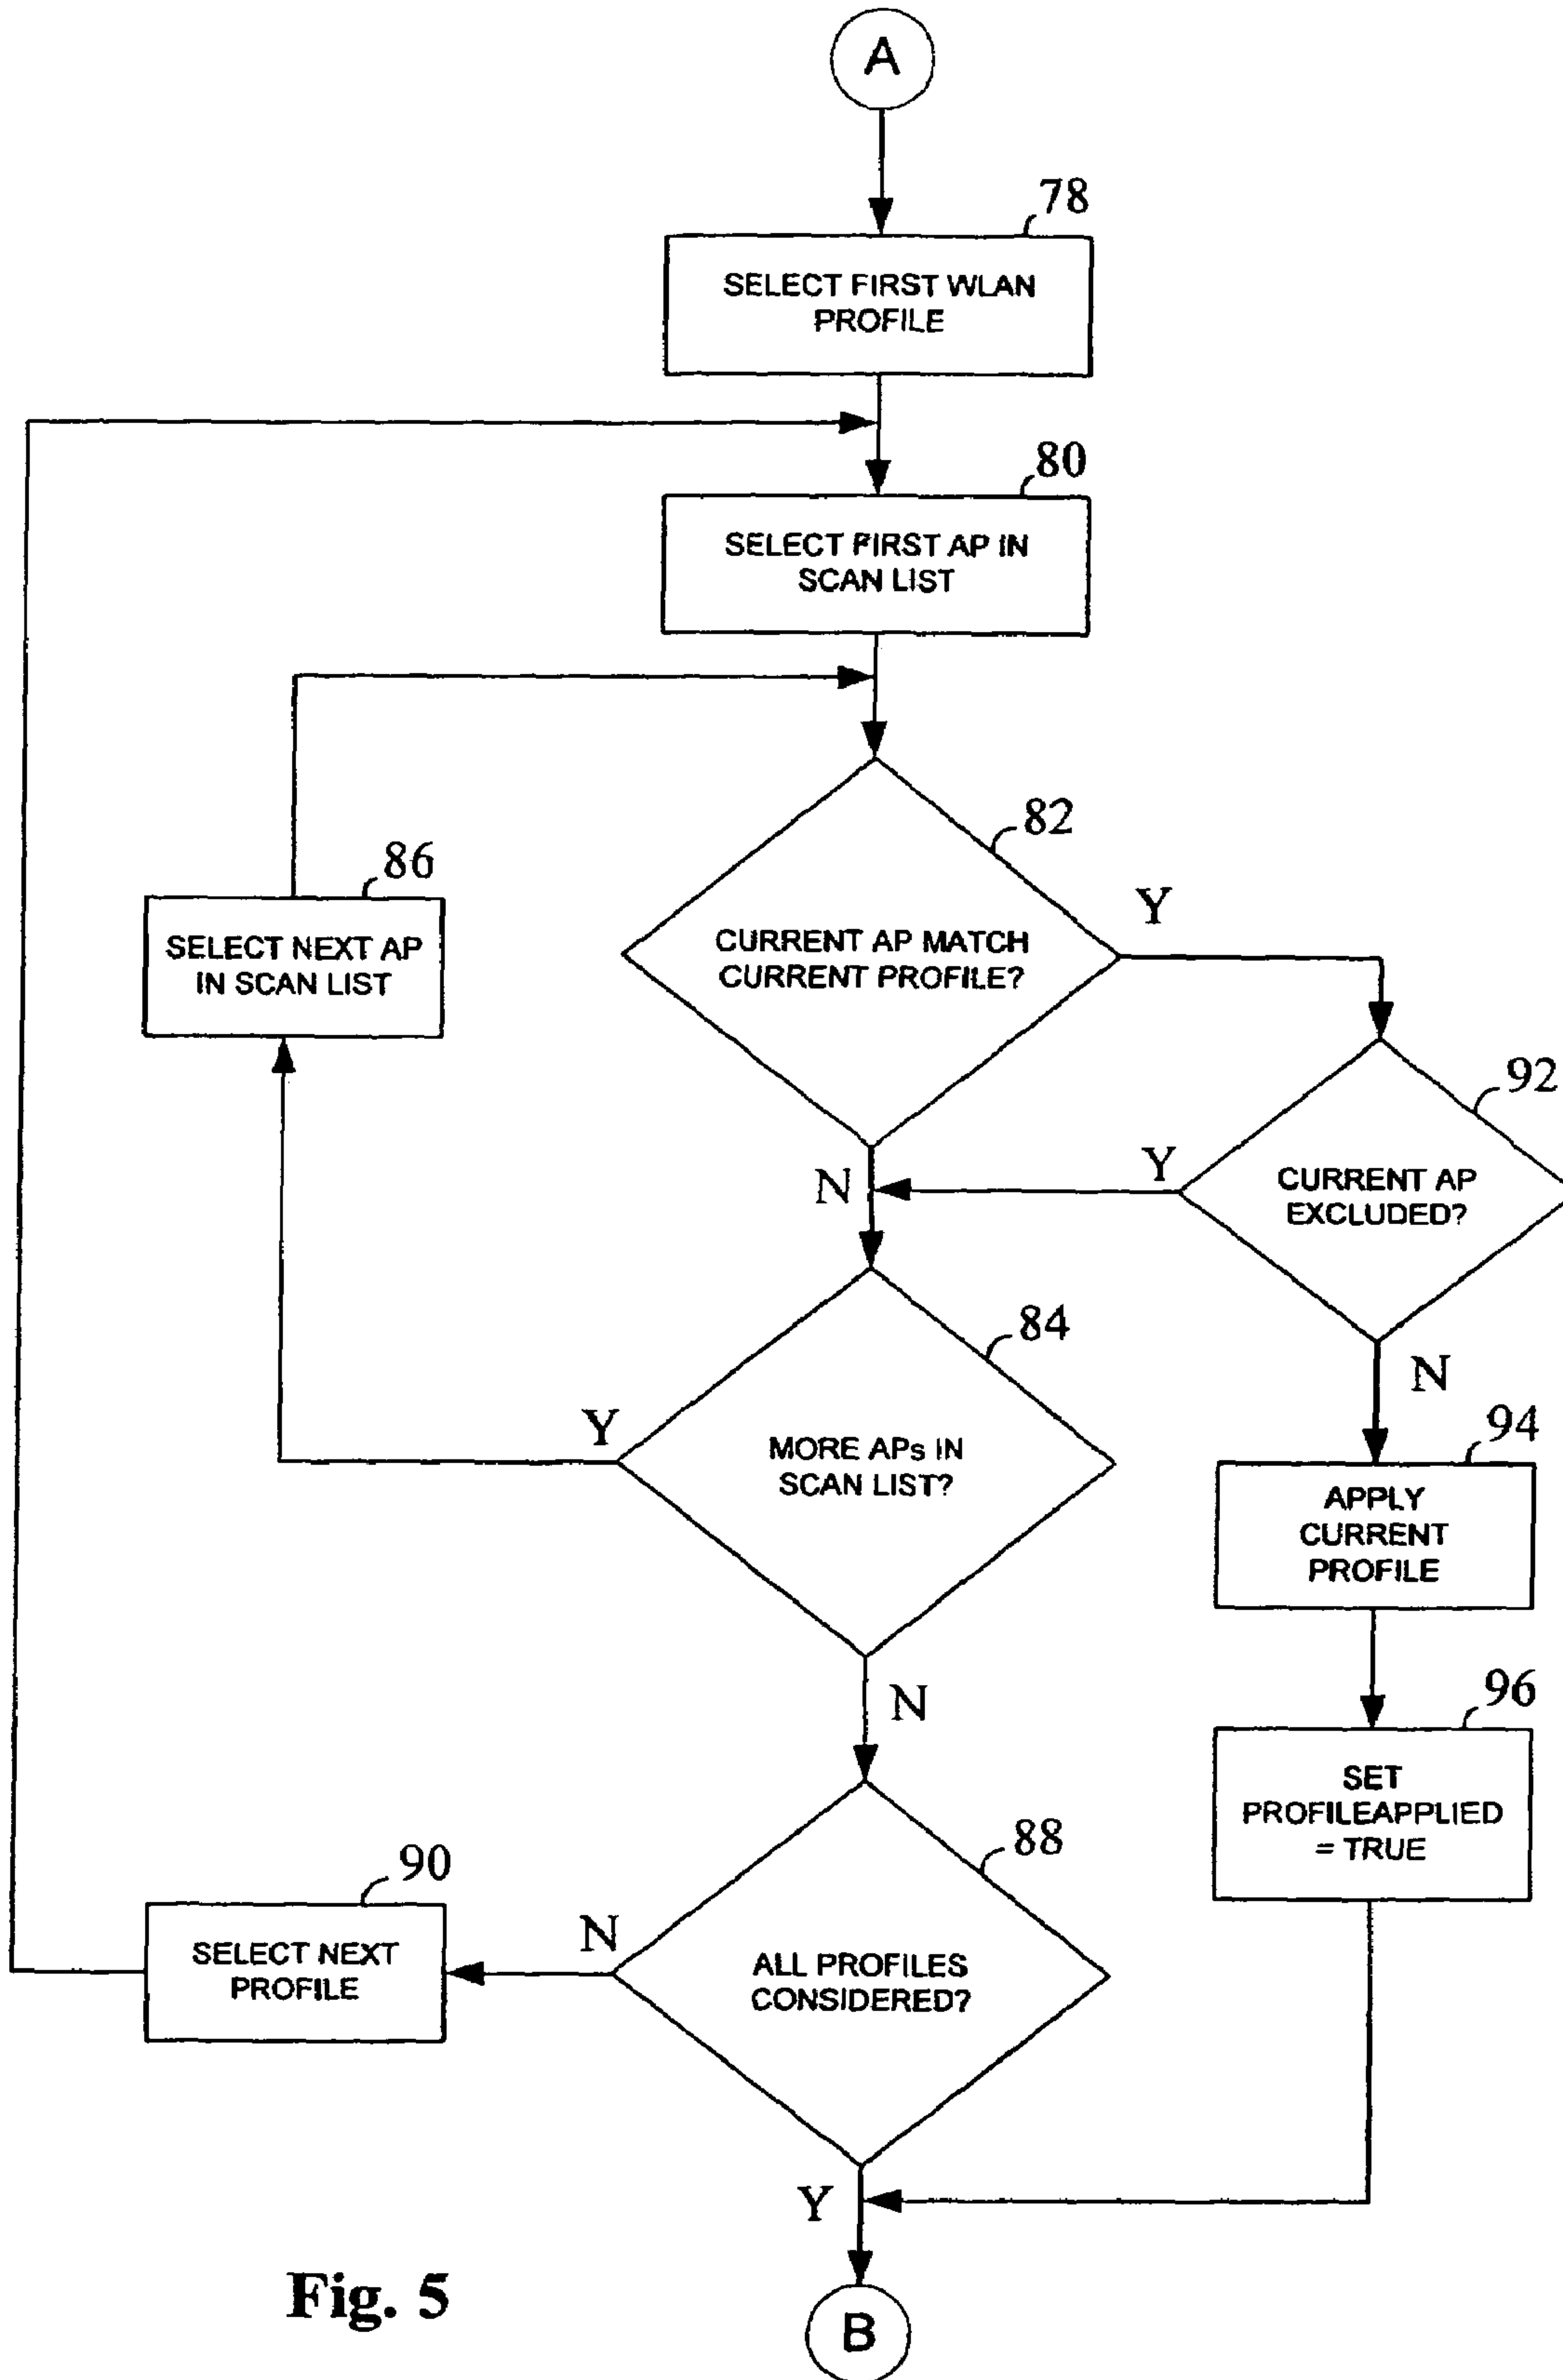 A
78
SELECT FIRST WLAN
PROFILE
80
SELECT FIRST AP IN
SCAN LIST
82
86
Y
SELECT NEXT AP
IN SCAN LIST
CURRENT AP MATCH
CURRENT PROFILE?
92
N
Y
CURRENT AP
EXCLUDED?
84
N
Y
MORE APs IN
SCAN LIST?
94
APPLY
CURRENT
PROFILE
N
96
SET
PROFILEAPPLIED
= TRUE
88
90
N
SELECT NEXT
PROFILE
ALL PROFILES
CONSIDERED?
Y
Fig. 5
B